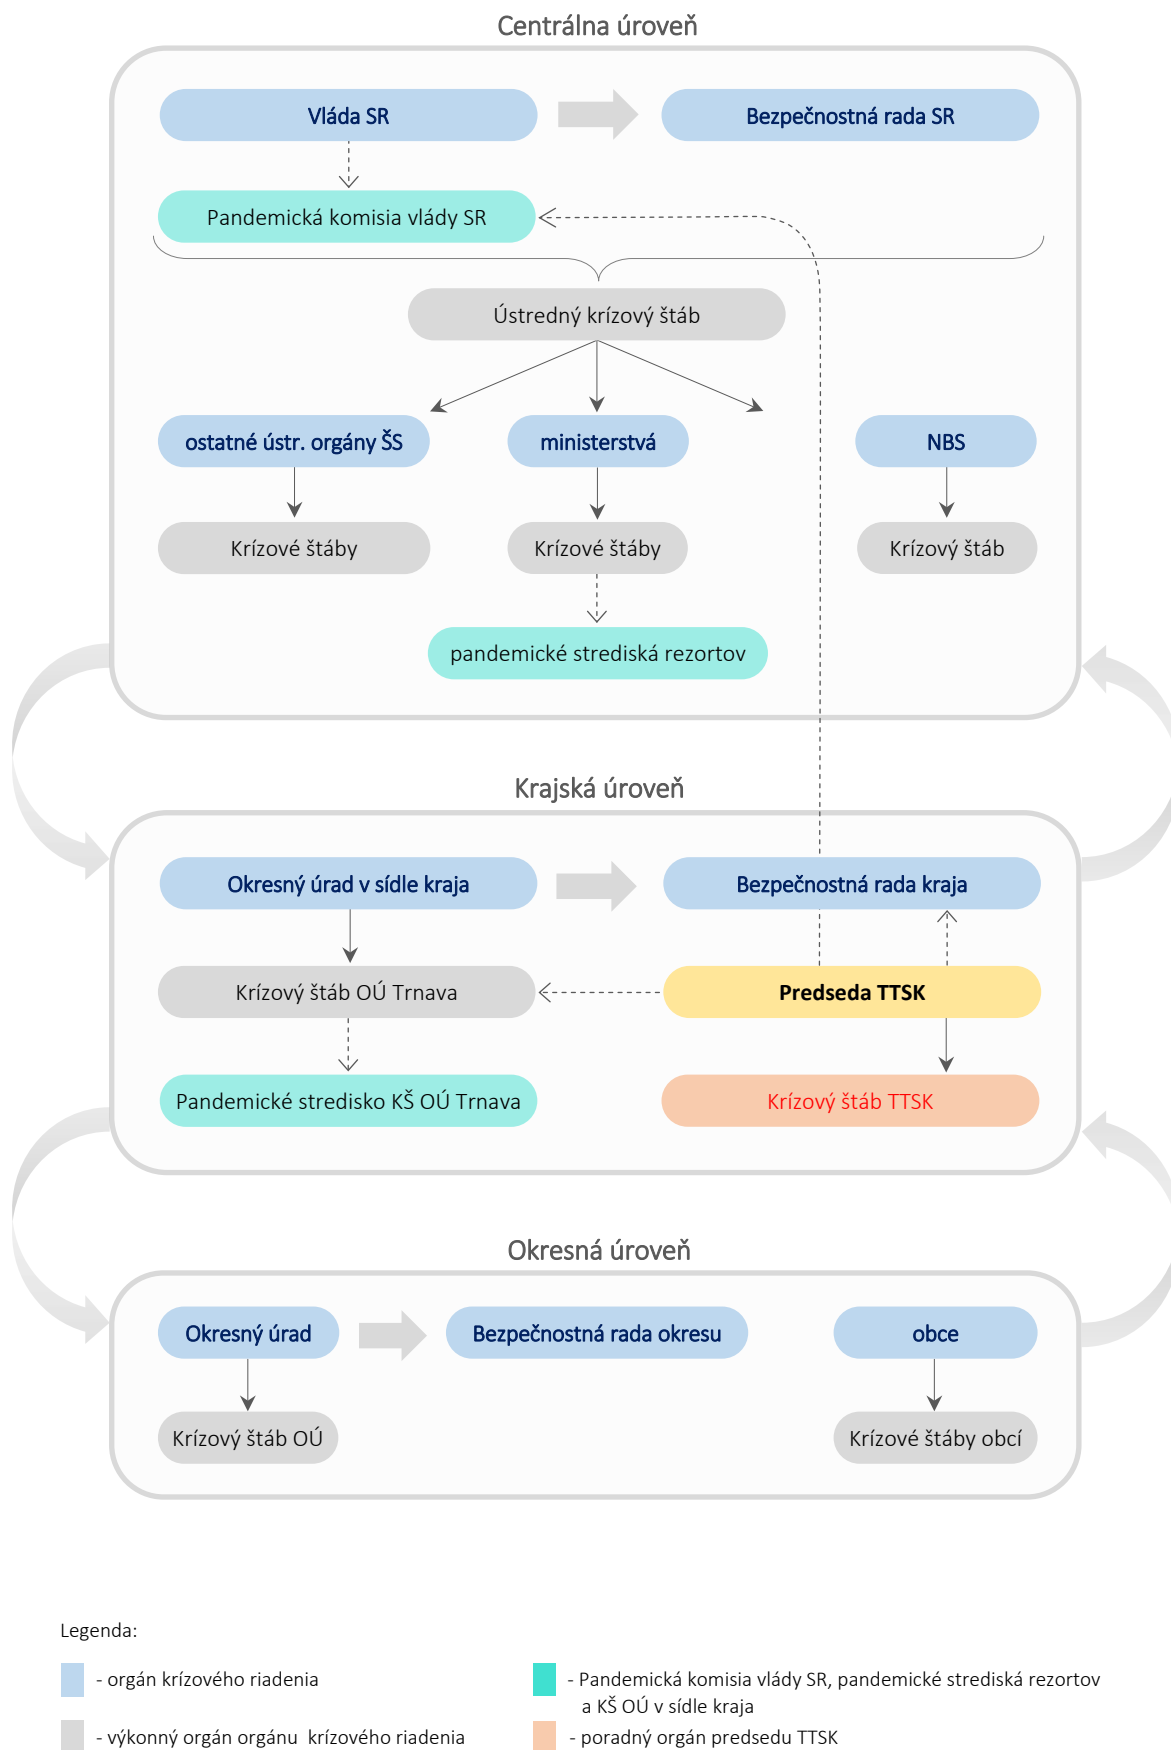 Centrálna úroveň
Vláda SR
Bezpečnostná rada SR
Pandemická komisia vlády SR
Ústredný krízový štáb
ostatné ústr. orgány ŠS
ministerstvá
NBS
Krízové štáby
Krízové štáby
Krízový štáb
pandemické strediská rezortov
Krajská úroveň
Okresný úrad v sídle kraja
Bezpečnostná rada kraja
Krízový štáb OÚ Trnava
Predseda TTSK
Pandemické stredisko KŠ OÚ Trnava
Krízový štáb TTSK
Okresná úroveň
Okresný úrad
Bezpečnostná rada okresu
obce
Krízový štáb OÚ
Krízové štáby obcí
Legenda:
- orgán krízového riadenia
- Pandemická komisia vlády SR, pandemické strediská rezortov
a KŠ OÚ v sídle kraja
- výkonný orgán orgánu krízového riadenia
- poradný orgán predsedu TTSK